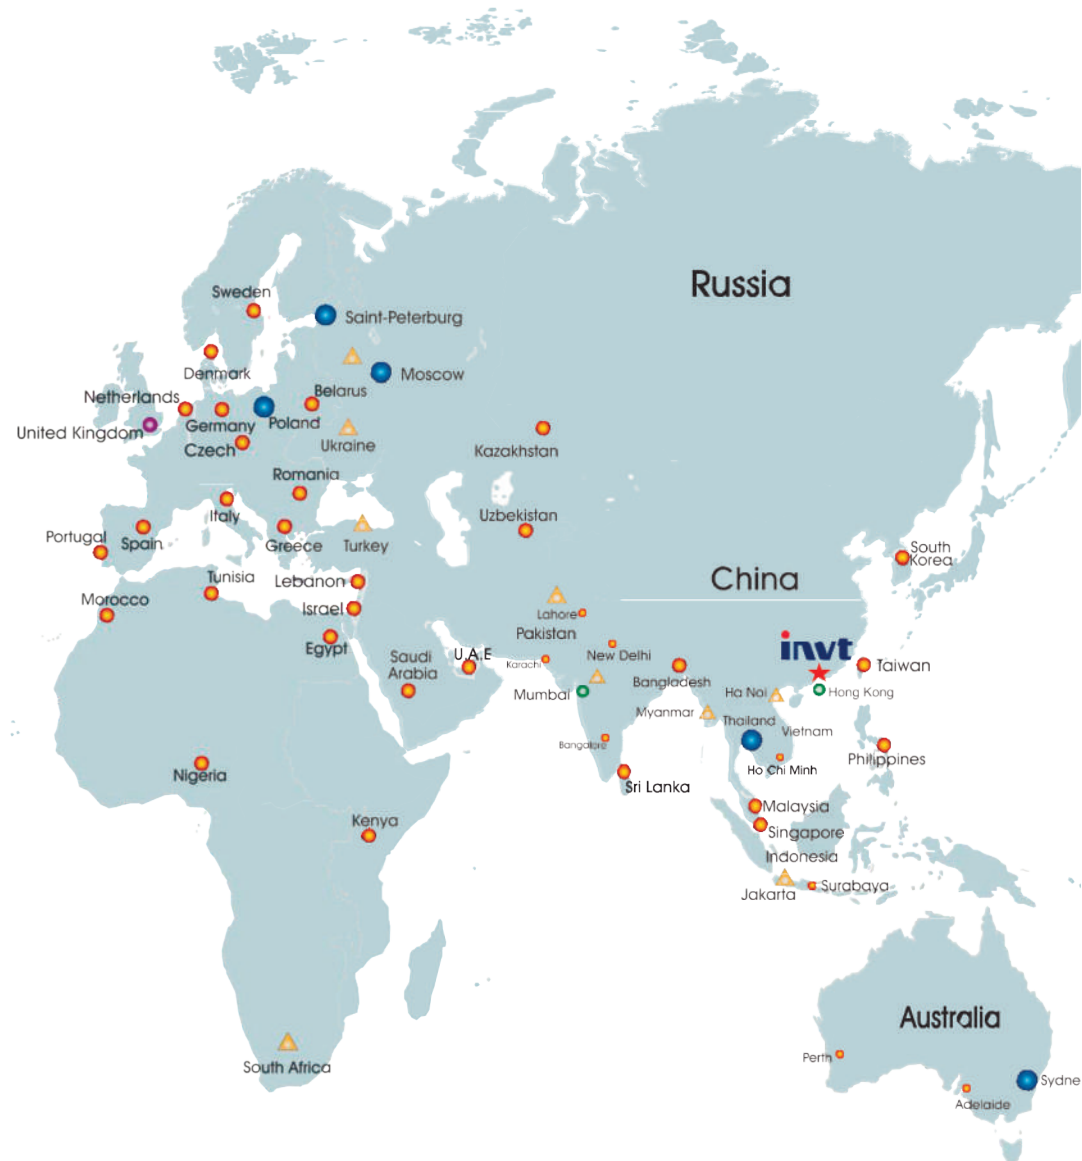 Russia
Sweden
Saint-Peterburg
Denmark
Moscow
Netherlands
Belarus
United Kingdom
Germany
Poland
Czech
Ukraine
Kazakhstan
Romania
Italy
Uzbekistan
Portugal
Spain
Greece
Turkey
South
Korea
Tunisia
Lebanon
China
Morocco
Israel
Lahore
Pakistan
Egypt
invt
Saudi
Arabia
U.A.E
Karachi
New Delhi
Bangladesh
Taiwan
Mumbai
Ha Noi
Hong Kong
Myanmar
Thailand
Vietnam
Bangalore
Philippines
Ho Chi Minh
Nigeria
Sri Lanka
Malaysia
Kenya
Singapore
Indonesia
Jakarta
Surabaya
Australia
Perth
South Africa
Sydne
Adelaide